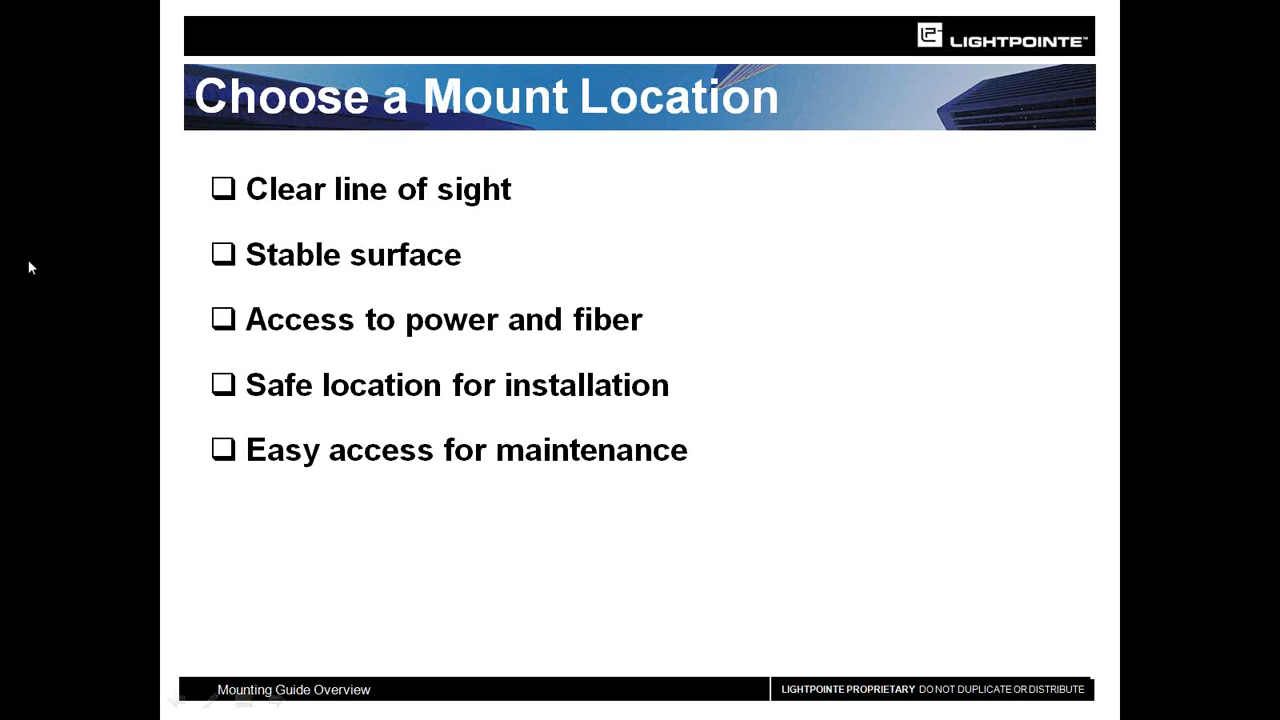 LIGHTPOINTE™
Choose a Mount Location
Clear line of sight
Stable surface
Access to power and fiber
Safe location for installation
Easy access for maintenance
Mounting Guide Overview
LIGHTPOINTE PROPRIETARY DO NOT DUPLICATE OR DISTRIBUTE